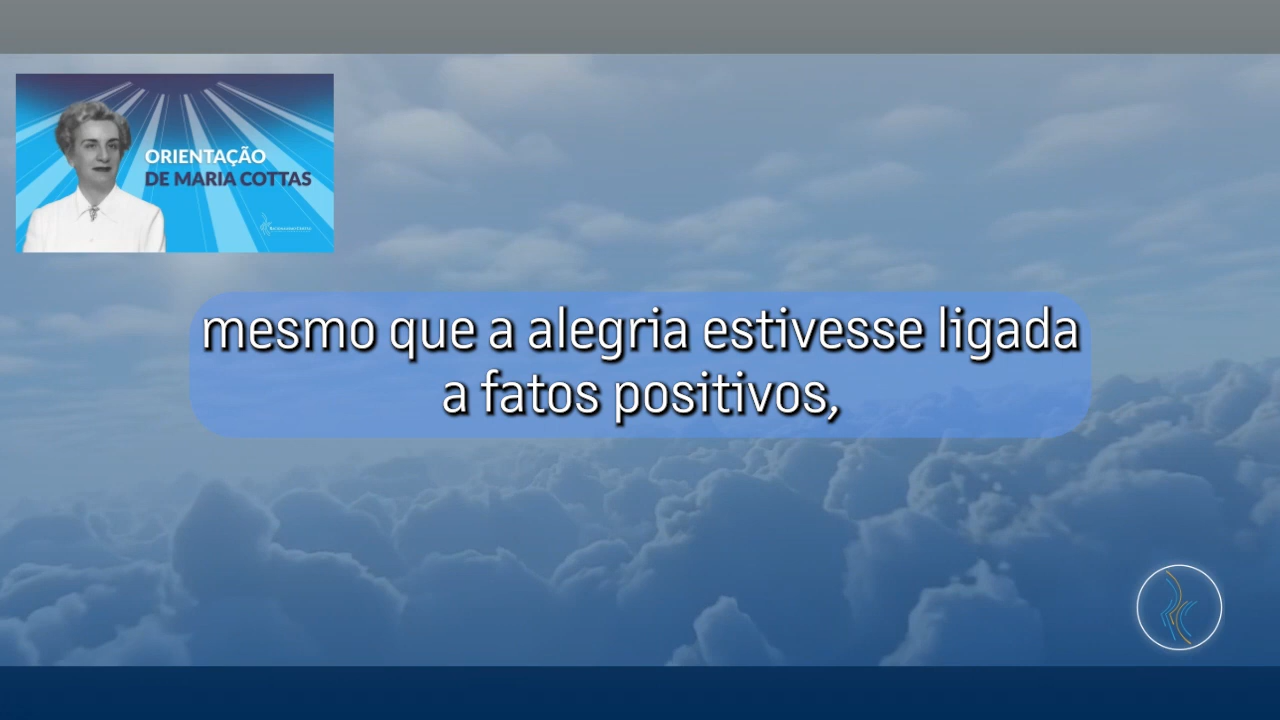 ORIENTAÇÃO
DE MARIA COTTAS
mesmo que a alegria estivesse ligada
a fatos positivos,